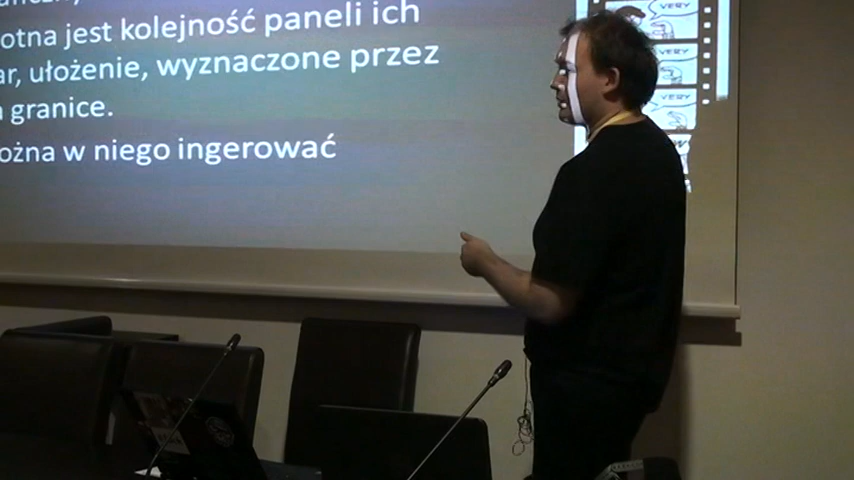 otna jest kolejność paneli ich
ar, ułożenie, wyznaczone przez
granice.
ożna w niego ingerować
VERY
VERY
VERY